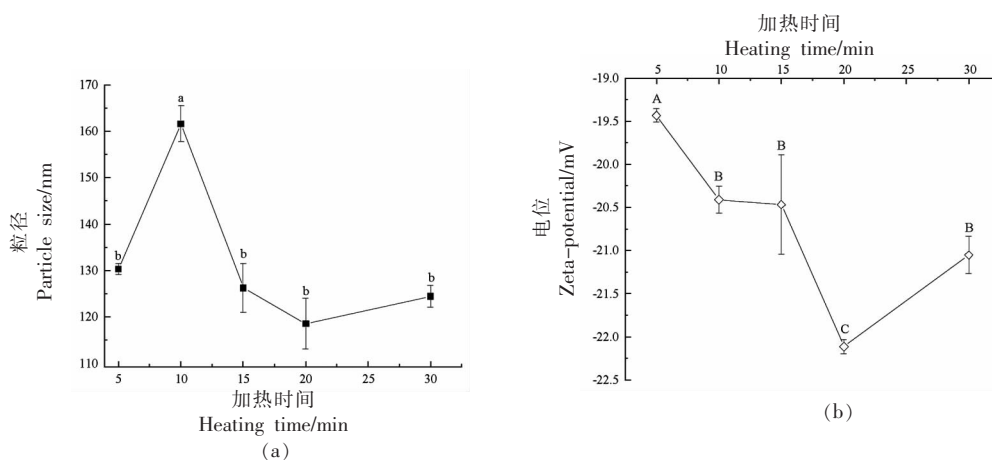 170
160
150
140
130
120
110
粒径
Particle size/nm
b
a
b
b
b
5 10 15 20 25 30
加热时间
Heating time/min
(a)
加热时间
Heating time/min
5 10 15 20 25 30
-19.0
-19.5
-20.0
-20.5
-21.0
-21.5
-22.0
-22.5
电位
Zeta-potential/mV
A
B
B
C
B
(b)